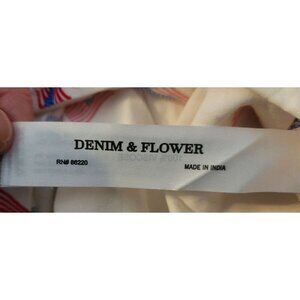 DENIM & FLOWER
RN# 86220
MADE IN INDIA